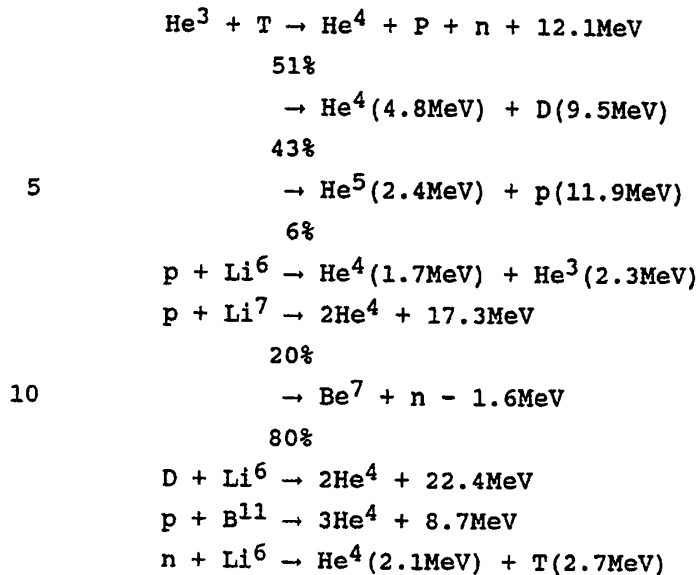 He³ + T → He⁴ + P + n + 12.1MeV
51%
→ He⁴(4.8MeV) + D(9.5MeV)
43%
5 → He⁵(2.4MeV) + p(11.9MeV)
6%
p + Li⁶ → He⁴(1.7MeV) + He³(2.3MeV)
p + Li⁷ → 2He⁴ + 17.3MeV
20%
10 → Be⁷ + n - 1.6MeV
80%
D + Li⁶ → 2He⁴ + 22.4MeV
p + B¹¹ → 3He⁴ + 8.7MeV
n + Li⁶ → He⁴(2.1MeV) + T(2.7MeV)